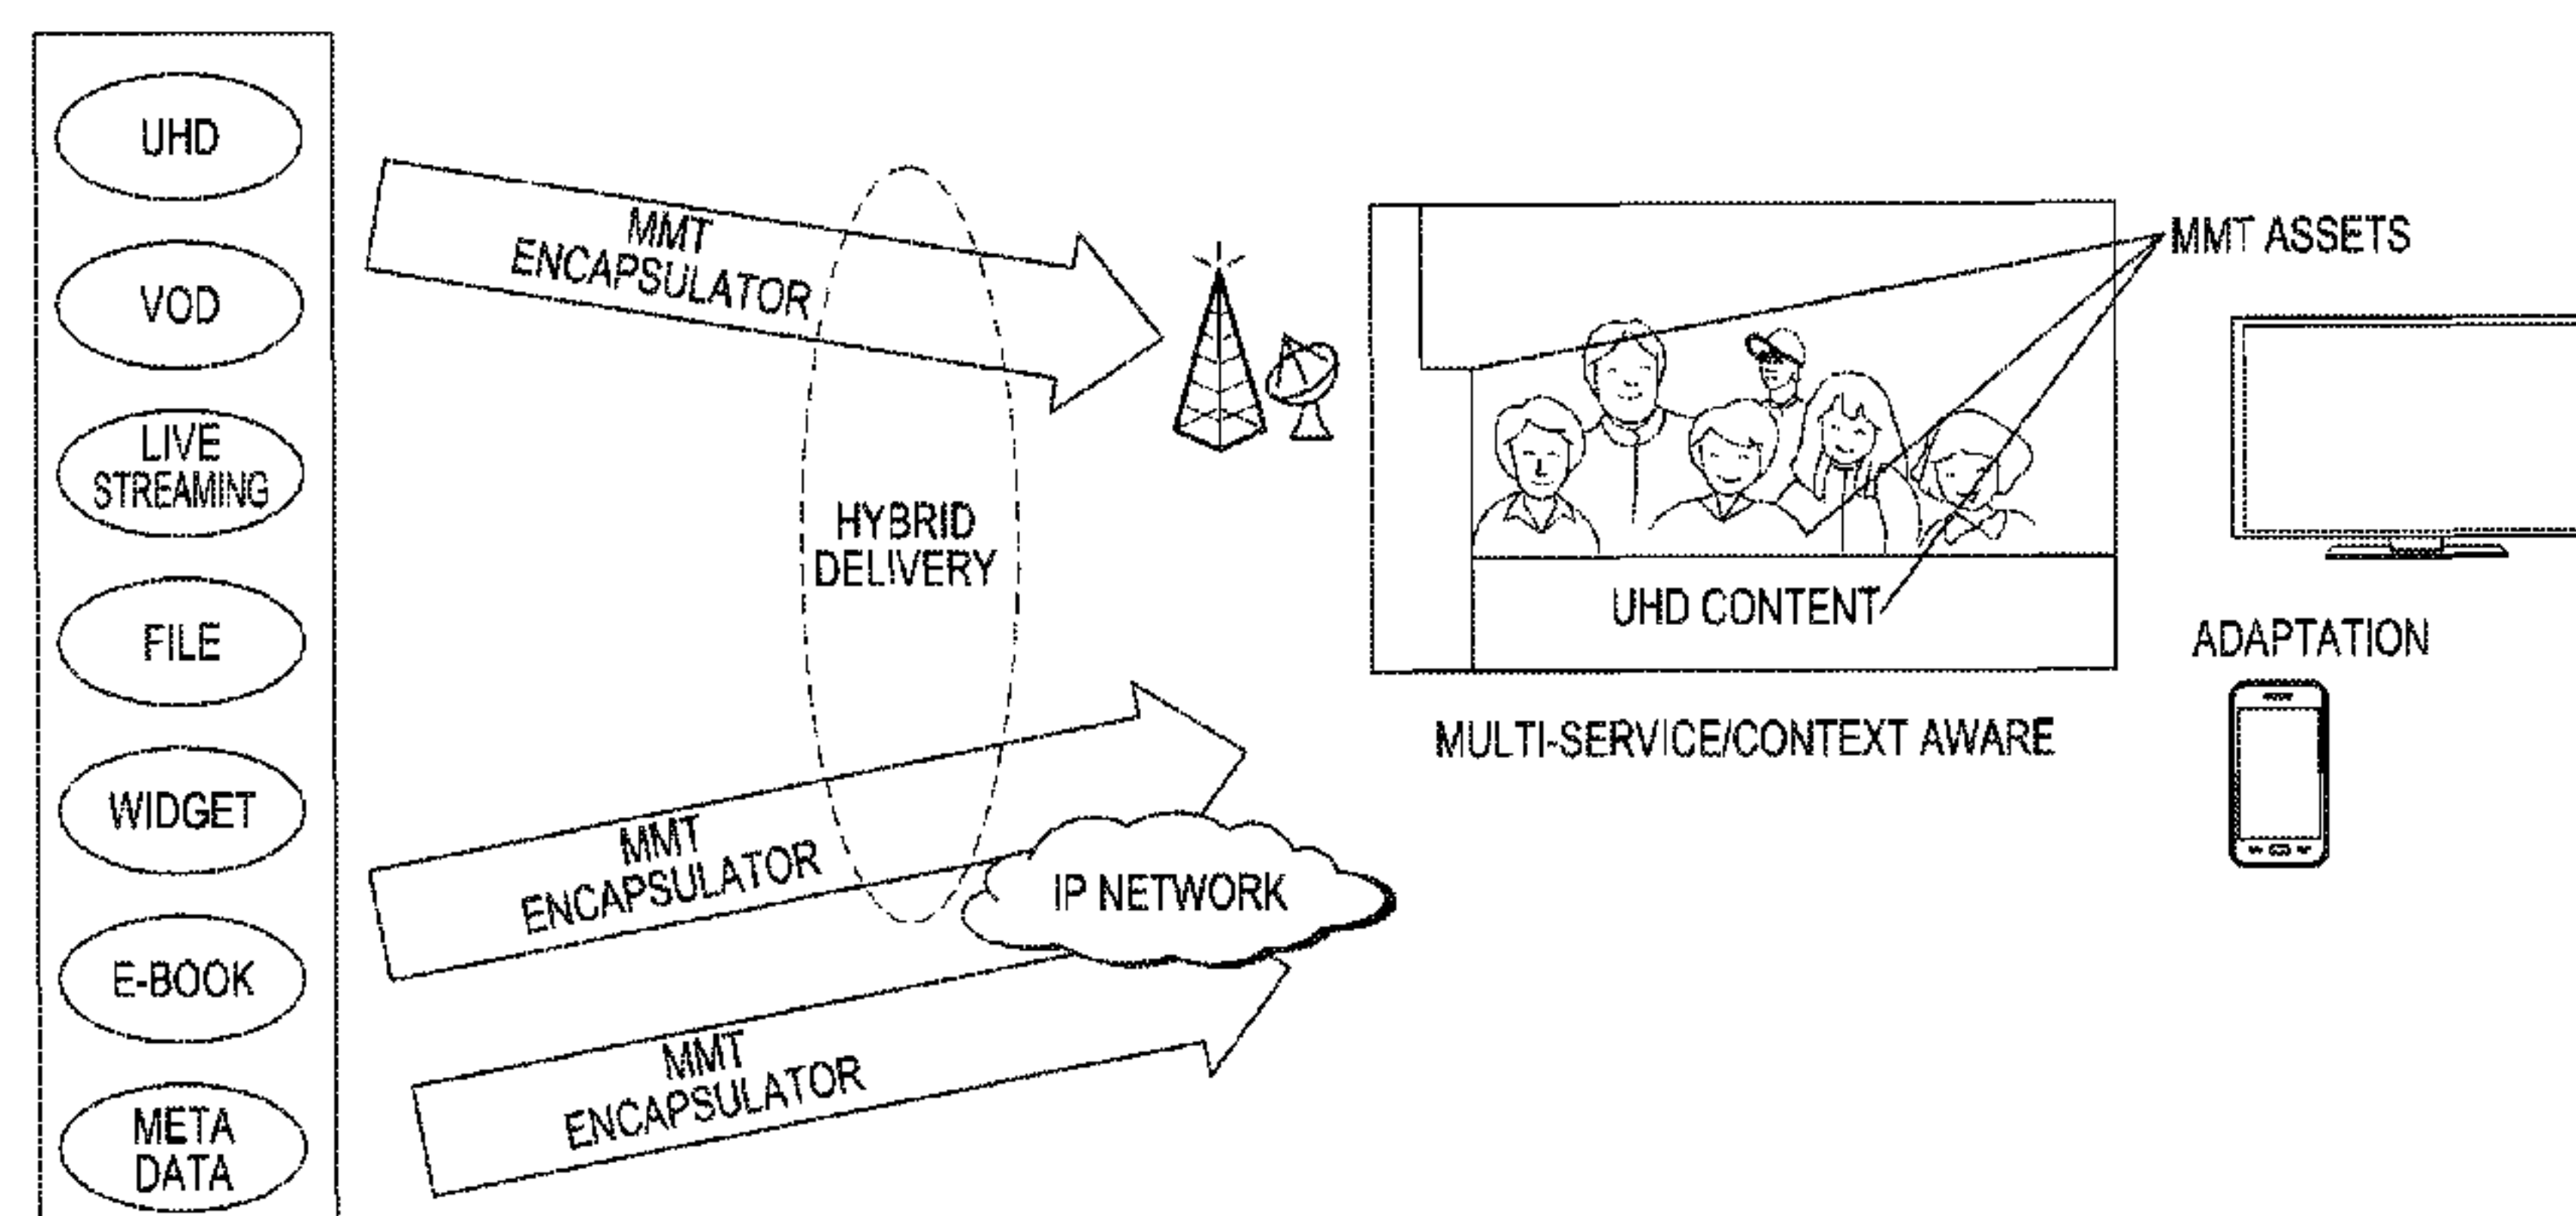 UHD
VOD
LIVE
STREAMING
FILE
WIDGET
E-BOOK
META
DATA
MMT
ENCAPSULATOR
HYBRID
DELIVERY
MMT
ENCAPSULATOR
IP NETWORK
MMT
ENCAPSULATOR
MMT ASSETS
UHD CONTENT
MULTI-SERVICE/CONTEXT AWARE
ADAPTATION